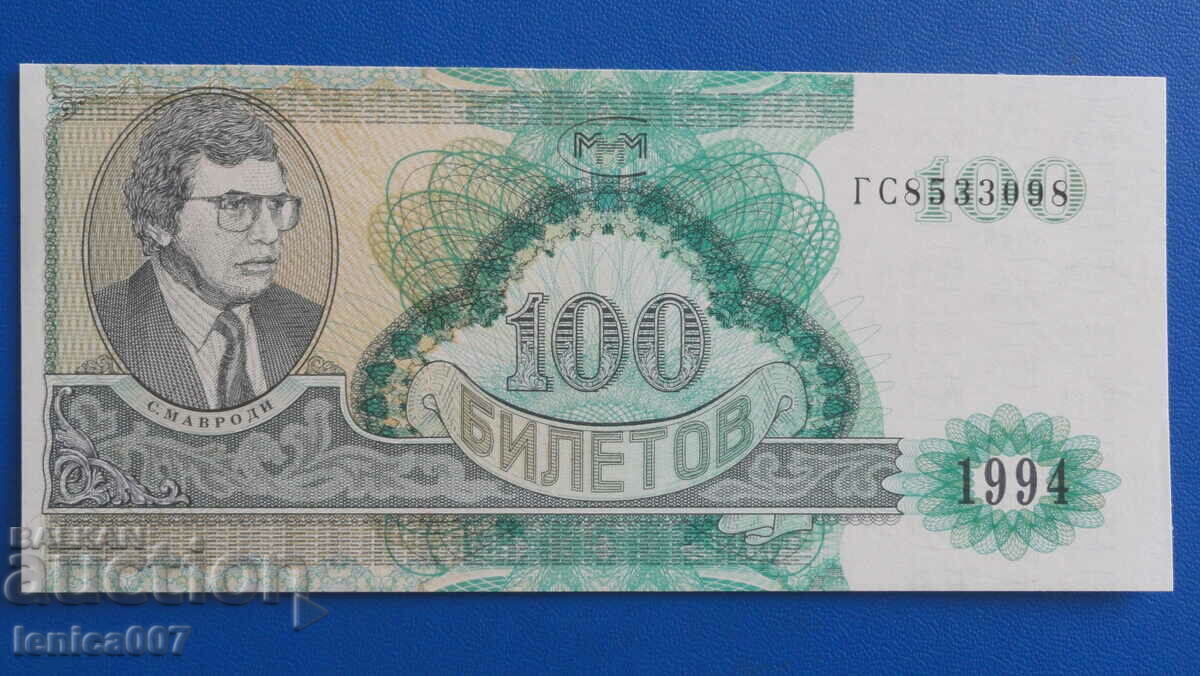 МММ
100
ГС8533098
С. МАВРОДИ
100
БИЛЕТОВ
1994
BALKAN
auction
lenica007